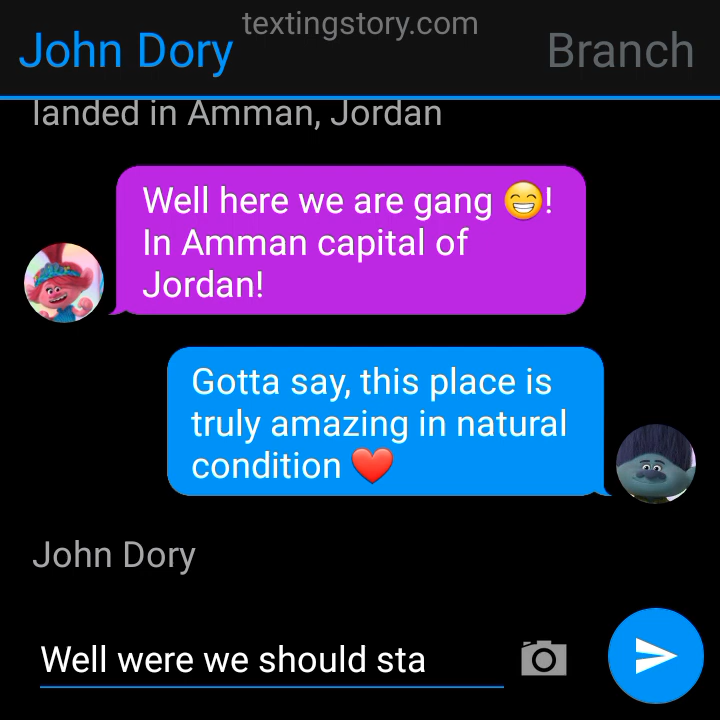 textingstory.com
John Dory
Branch
landed in Amman, Jordan
Well here we are gang 😁!
In Amman capital of
Jordan!
Gotta say, this place is
truly amazing in natural
condition ❤️
John Dory
Well were we should sta